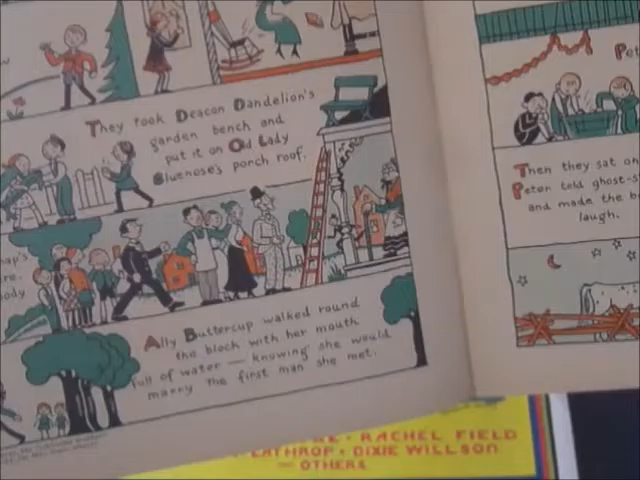 They took Deacon Dandelion's
garden bench and
put it on Old Lady
Bluenose's porch roof.
Ally Buttercup walked round
the block with her mouth
full of water — knowing she would
marry the first man she met.
Pet
Then they sat on
Peter told ghost-s
and made the b
laugh.
RACHEL FIELD
LATHROP · DIXIE WILLSON
— OTHERS